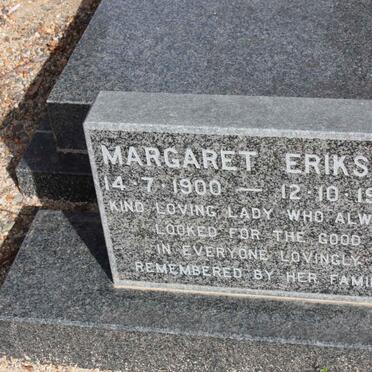 MARGARET ERIKS
14-7-1900 — 12-10-19
KIND LOVING LADY WHO ALW
LOOKED FOR THE GOOD
IN EVERYONE LOVINGLY
REMEMBERED BY HER FAMI